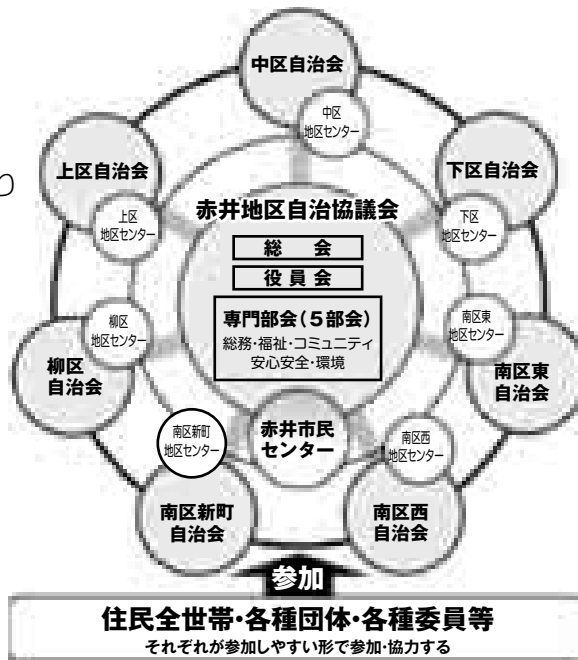 中区自治会
中区
地区センター
上区自治会
上区
地区センター
下区自治会
下区
地区センター
赤井地区自治協議会
総　会
役員会
専門部会(5部会)
総務・福祉・コミュニティ
安心安全・環境
柳区
地区センター
柳区
自治会
南区東
地区センター
南区東
自治会
南区新町
地区センター
南区新町
自治会
赤井市民
センター
南区西
地区センター
南区西
自治会
参加
住民全世帯・各種団体・各種委員等
それぞれが参加しやすい形で参加・協力する